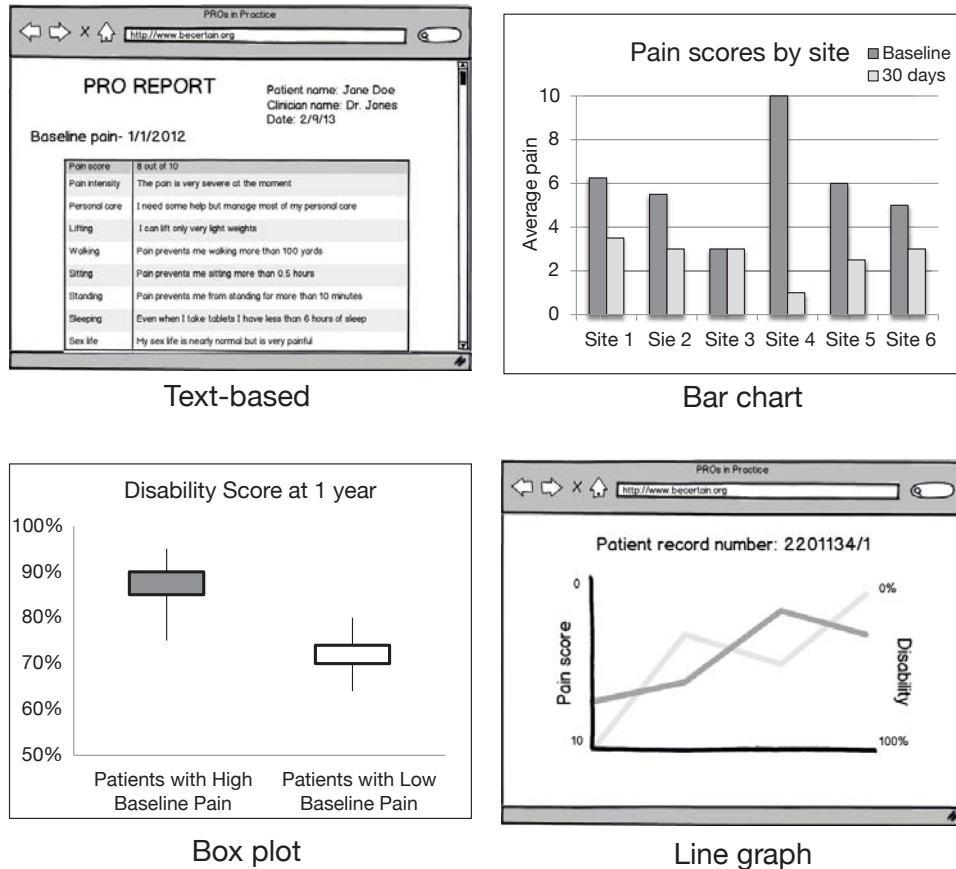 PROs in Practice
http://www.becertain.org
PRO REPORT
Patient name: Jane Doe
Clinician name: Dr. Jones
Date: 2/9/13
Baseline pain- 1/1/2012
Pain score 8 out of 10
Pain intensity The pain is very severe at the moment
Personal care I need some help but manage most of my personal care
Lifting I can lift only very light weights
Walking Pain prevents me walking more than 100 yards
Sitting Pain prevents me sitting more than 0.5 hours
Standing Pain prevents me from standing for more than 10 minutes
Sleeping Even when I take tablets I have less than 6 hours of sleep
Sex life My sex life is nearly normal but is very painful
Text-based
Pain scores by site
Baseline
30 days
Average pain
10
8
6
4
2
0
Site 1 Sie 2 Site 3 Site 4 Site 5 Site 6
Bar chart
Disability Score at 1 year
100%
90%
80%
70%
60%
50%
Patients with High Patients with Low
Baseline Pain Baseline Pain
Box plot
PROs in Practice
http://www.becertain.org
Patient record number: 2201134/1
0 0%
Pain score
Disability
10 100%
Line graph